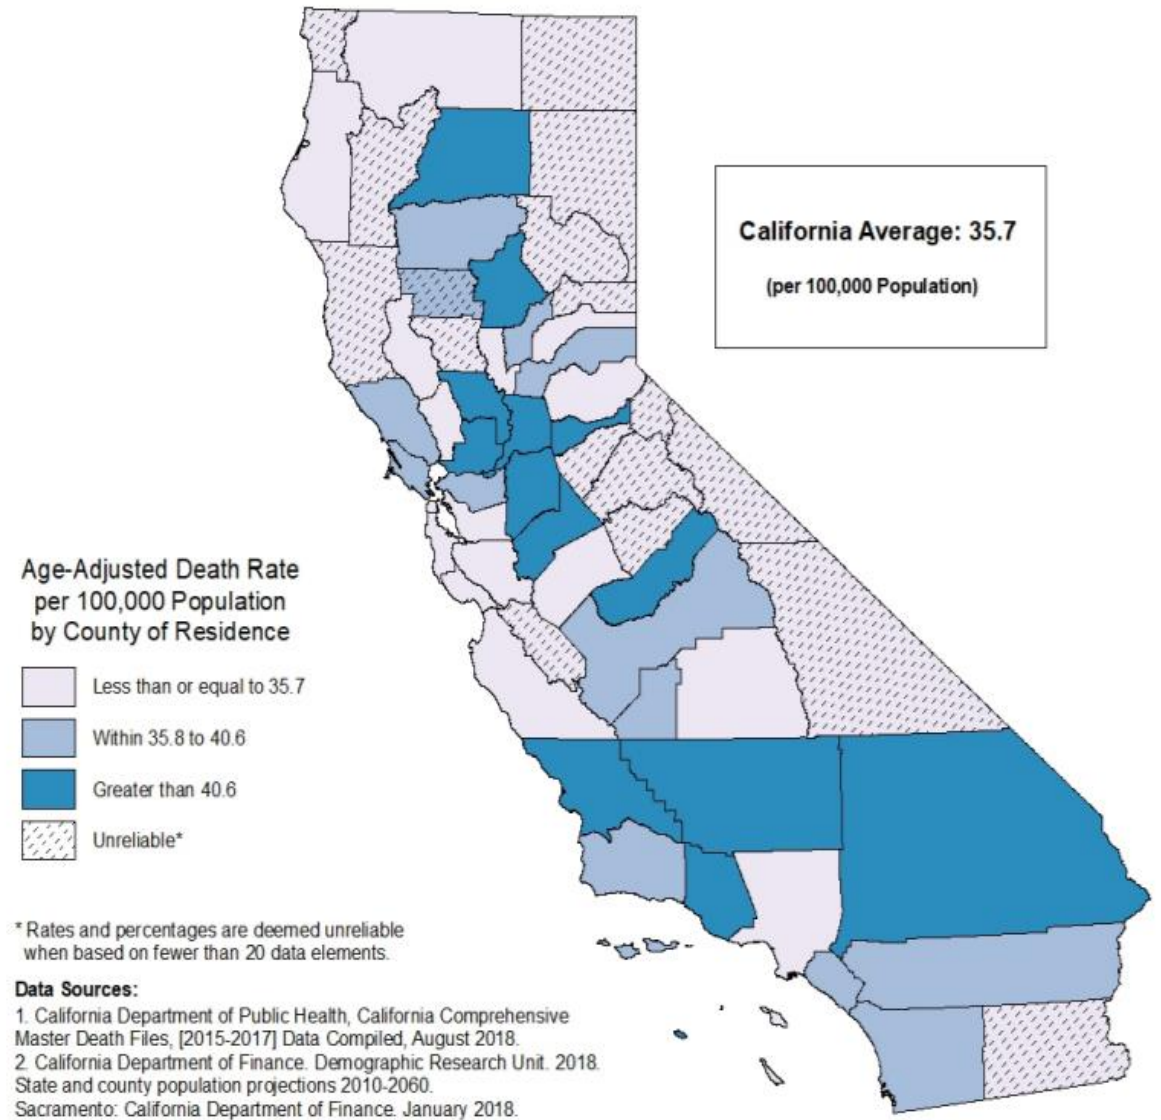 California Average: 35.7
(per 100,000 Population)
Age-Adjusted Death Rate
per 100,000 Population
by County of Residence
Less than or equal to 35.7
Within 35.8 to 40.6
Greater than 40.6
Unreliable*
* Rates and percentages are deemed unreliable
when based on fewer than 20 data elements.
Data Sources:
1. California Department of Public Health, California Comprehensive
Master Death Files, [2015-2017] Data Compiled, August 2018.
2. California Department of Finance. Demographic Research Unit. 2018.
State and county population projections 2010-2060.
Sacramento: California Department of Finance. January 2018.